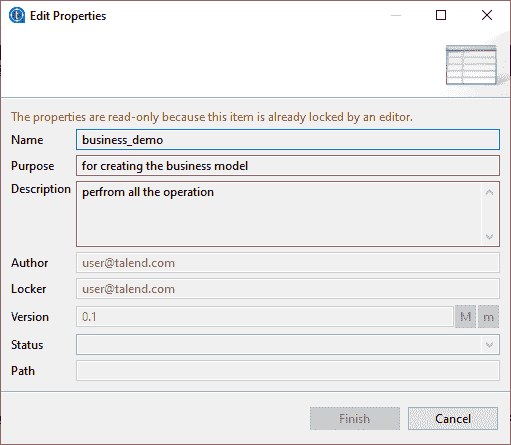 Edit Properties
The properties are read-only because this item is already locked by an editor.
Name business_demo
Purpose for creating the business model
Description perfrom all the operation
Author user@talend.com
Locker user@talend.com
Version 0.1 M m
Status
Path
Finish Cancel